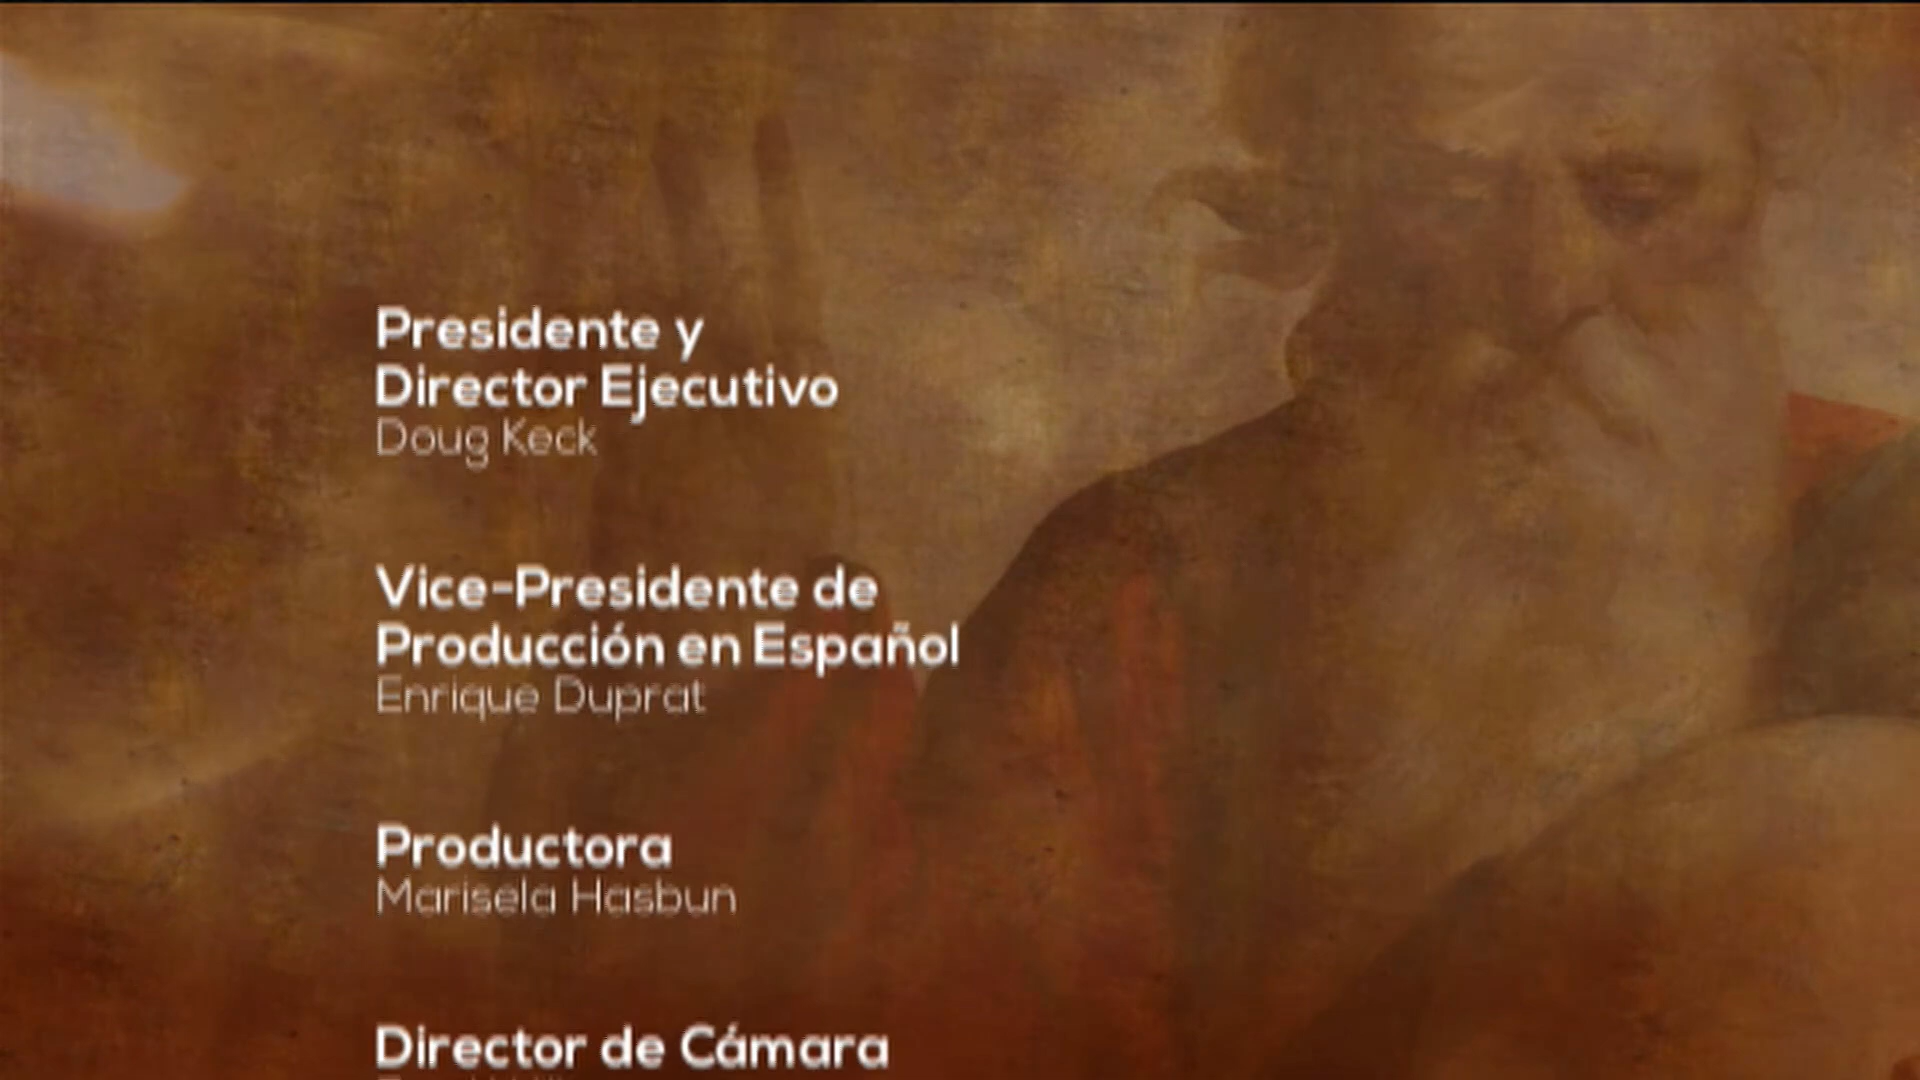 Presidente y
Director Ejecutivo
Doug Keck
Vice-Presidente de
Producción en Español
Enrique Duprat
Productora
Marisela Hasbun
Director de Cámara